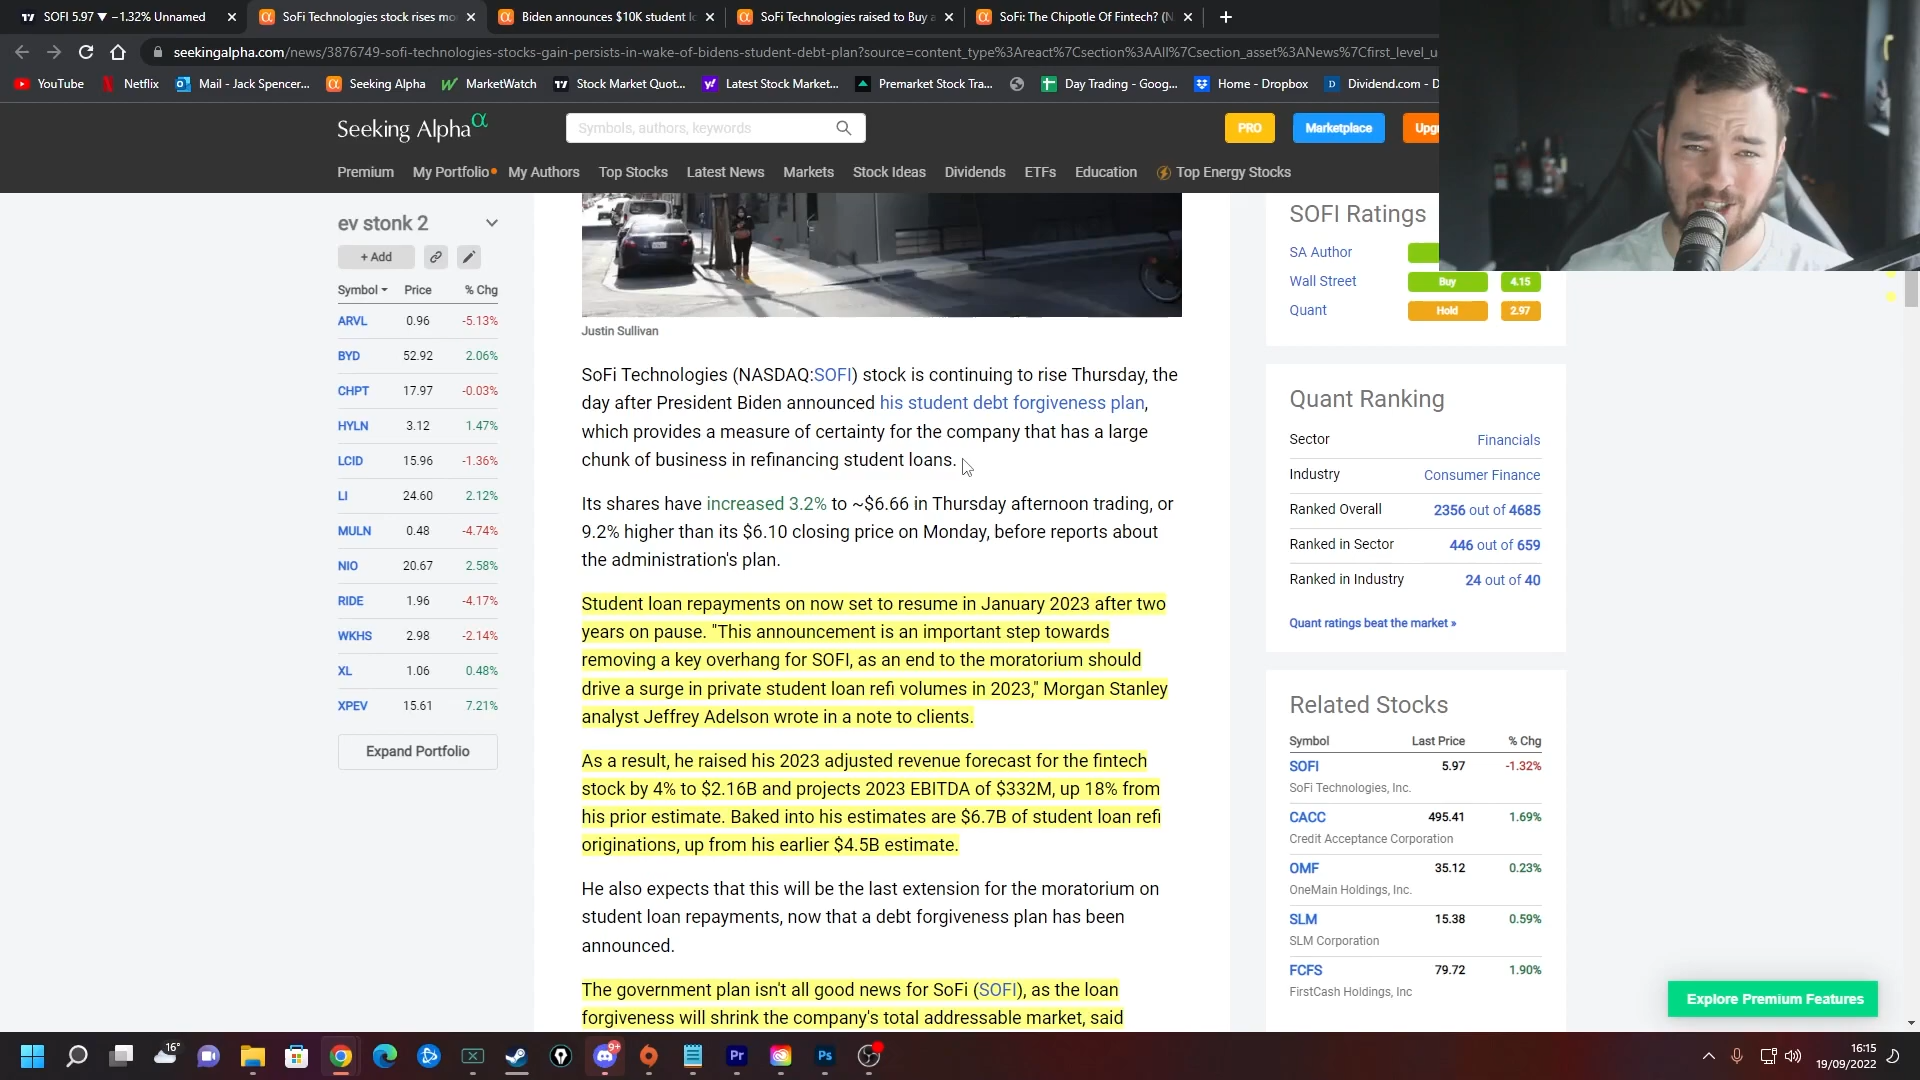 SOFI 5.97 ▼ −1.32% Unnamed
SoFi Technologies stock rises mo
Biden announces $10K student lo
SoFi Technologies raised to Buy a
SoFi: The Chipotle Of Fintech? (N
seekingalpha.com/news/3876749-sofi-technologies-stocks-gain-persists-in-wake-of-bidens-student-debt-plan?source=content_type%3Areact%7Csection%3AAll%7Csection_asset%3ANews%7Cfirst_level_u
YouTube
Netflix
Mail - Jack Spencer...
Seeking Alpha
MarketWatch
Stock Market Quot...
Latest Stock Market...
Premarket Stock Tra...
Day Trading - Goog...
Home - Dropbox
Dividend.com - D
Seeking Alpha α
Symbols, authors, keywords
PRO
Marketplace
Upgr
Premium
My Portfolio
My Authors
Top Stocks
Latest News
Markets
Stock Ideas
Dividends
ETFs
Education
Top Energy Stocks
ev stonk 2
+ Add
Symbol Price % Chg
ARVL 0.96 -5.13%
BYD 52.92 2.06%
CHPT 17.97 -0.03%
HYLN 3.12 1.47%
LCID 15.96 -1.36%
LI 24.60 2.12%
MULN 0.48 -4.74%
NIO 20.67 2.58%
RIDE 1.96 -4.17%
WKHS 2.98 -2.14%
XL 1.06 0.48%
XPEV 15.61 7.21%
Expand Portfolio
Justin Sullivan
SoFi Technologies (NASDAQ:SOFI) stock is continuing to rise Thursday, the
day after President Biden announced his student debt forgiveness plan,
which provides a measure of certainty for the company that has a large
chunk of business in refinancing student loans.
Its shares have increased 3.2% to ~$6.66 in Thursday afternoon trading, or
9.2% higher than its $6.10 closing price on Monday, before reports about
the administration's plan.
Student loan repayments on now set to resume in January 2023 after two
years on pause. "This announcement is an important step towards
removing a key overhang for SOFI, as an end to the moratorium should
drive a surge in private student loan refi volumes in 2023," Morgan Stanley
analyst Jeffrey Adelson wrote in a note to clients.
As a result, he raised his 2023 adjusted revenue forecast for the fintech
stock by 4% to $2.16B and projects 2023 EBITDA of $332M, up 18% from
his prior estimate. Baked into his estimates are $6.7B of student loan refi
originations, up from his earlier $4.5B estimate.
He also expects that this will be the last extension for the moratorium on
student loan repayments, now that a debt forgiveness plan has been
announced.
The government plan isn't all good news for SoFi (SOFI), as the loan
forgiveness will shrink the company's total addressable market, said
SOFI Ratings
SA Author
Wall Street Buy 4.15
Quant Hold 2.97
Quant Ranking
Sector Financials
Industry Consumer Finance
Ranked Overall 2356 out of 4685
Ranked in Sector 446 out of 659
Ranked in Industry 24 out of 40
Quant ratings beat the market »
Related Stocks
Symbol Last Price % Chg
SOFI 5.97 -1.32%
SoFi Technologies, Inc.
CACC 495.41 1.69%
Credit Acceptance Corporation
OMF 35.12 0.23%
OneMain Holdings, Inc.
SLM 15.38 0.59%
SLM Corporation
FCFS 79.72 1.90%
FirstCash Holdings, Inc
Explore Premium Features
16°
9+
Pr
Ps
16:15
19/09/2022